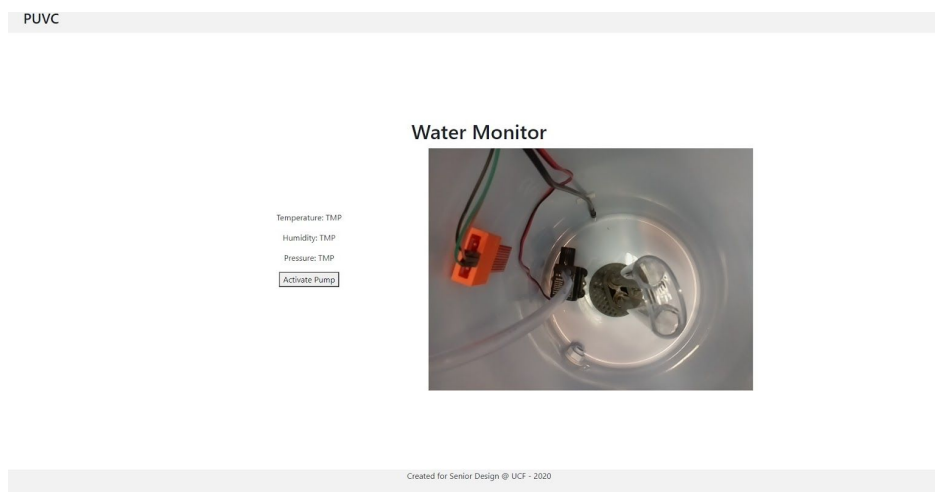 PUVC
Water Monitor
Temperature: TMP
Humidity: TMP
Pressure: TMP
Activate Pump
Created for Senior Design @ UCF - 2020